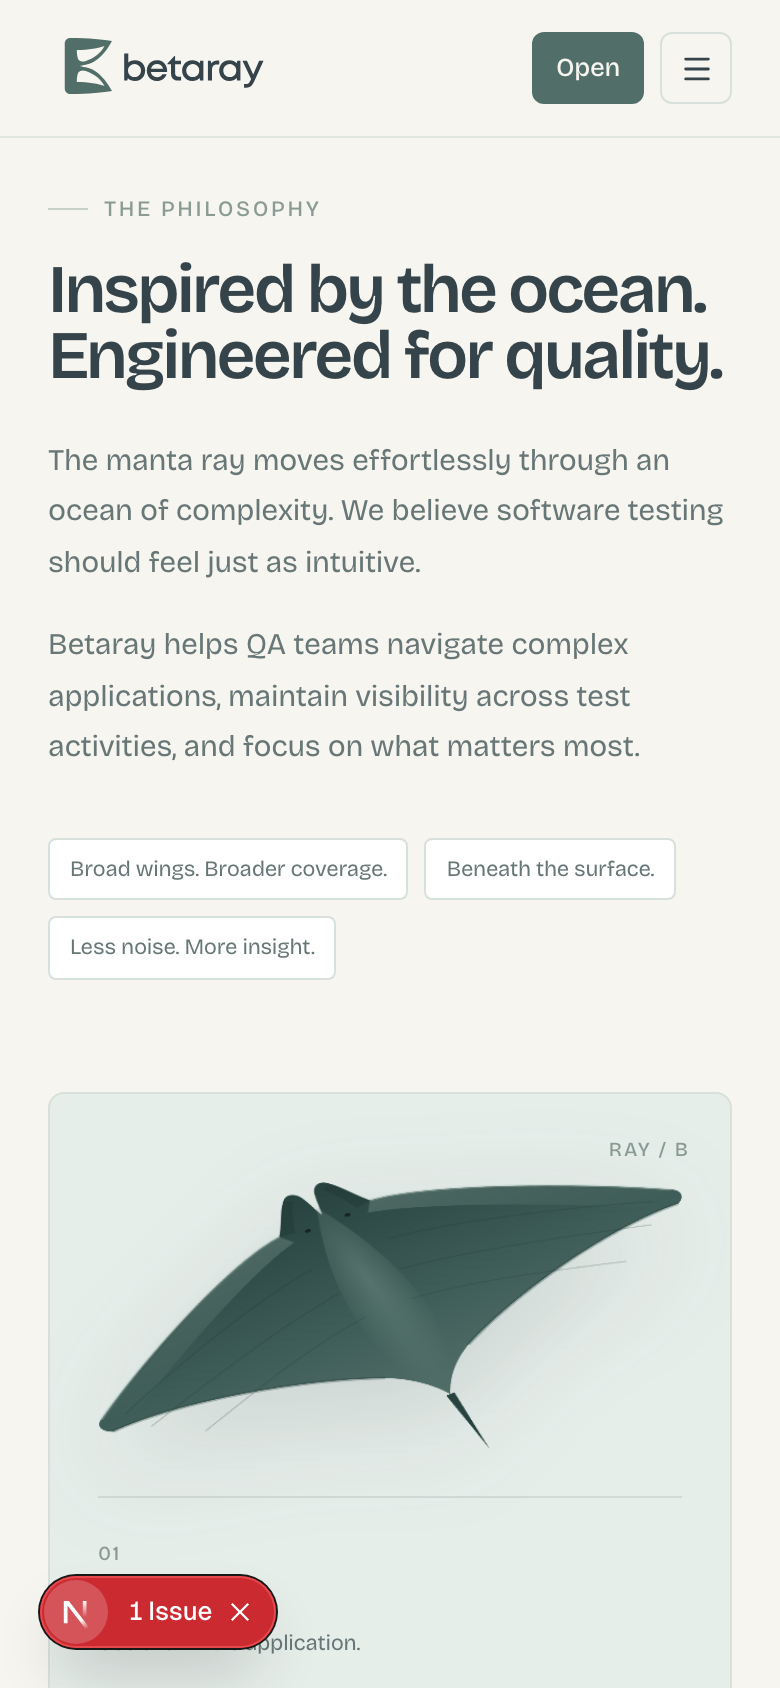 betaray
Open
THE PHILOSOPHY
Inspired by the ocean.
Engineered for quality.
The manta ray moves effortlessly through an
ocean of complexity. We believe software testing
should feel just as intuitive.
Betaray helps QA teams navigate complex
applications, maintain visibility across test
activities, and focus on what matters most.
Broad wings. Broader coverage.
Beneath the surface.
Less noise. More insight.
RAY / B
01
N
1 Issue
application.